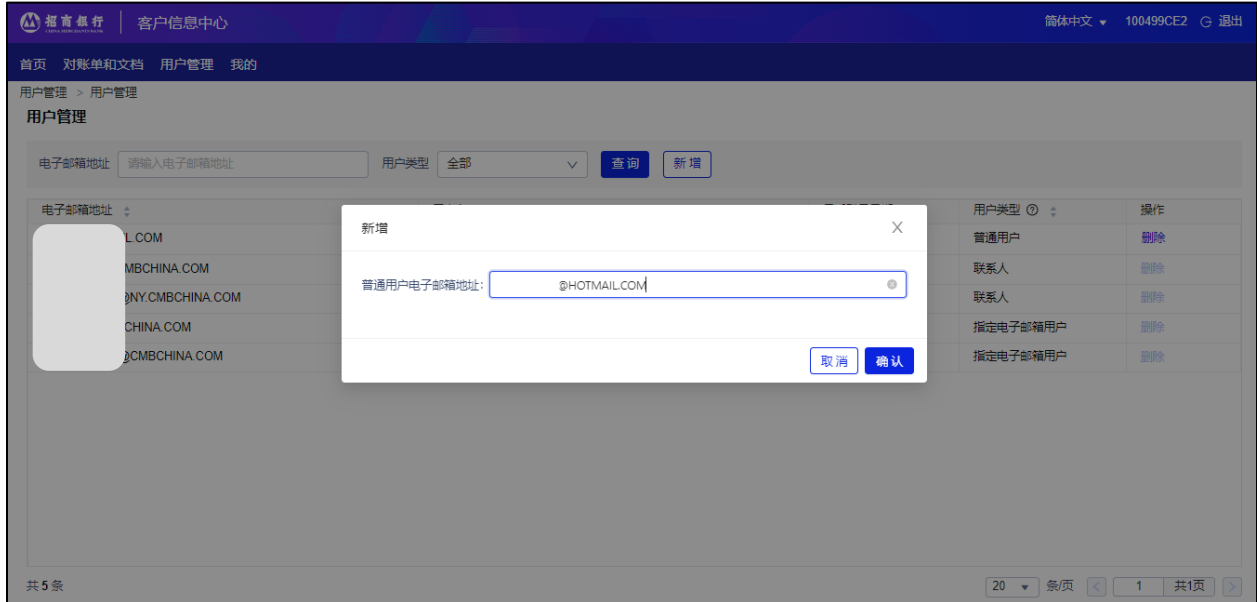 招商银行 客户信息中心 简体中文 100499CE2 退出
CHINA MERCHANTS BANK
首页 对账单和文档 用户管理 我的
用户管理 > 用户管理
用户管理
电子邮箱地址 请输入电子邮箱地址 用户类型 全部 查询 新增
电子邮箱地址 用户类型 操作
L.COM 普通用户 删除
MBCHINA.COM 联系人 删除
@NY.CMBCHINA.COM 联系人 删除
CHINA.COM 指定电子邮箱用户 删除
@CMBCHINA.COM 指定电子邮箱用户 删除
新增
普通用户电子邮箱地址: @HOTMAIL.COM
取消 确认
共 5 条 20 条/页 1 共1页